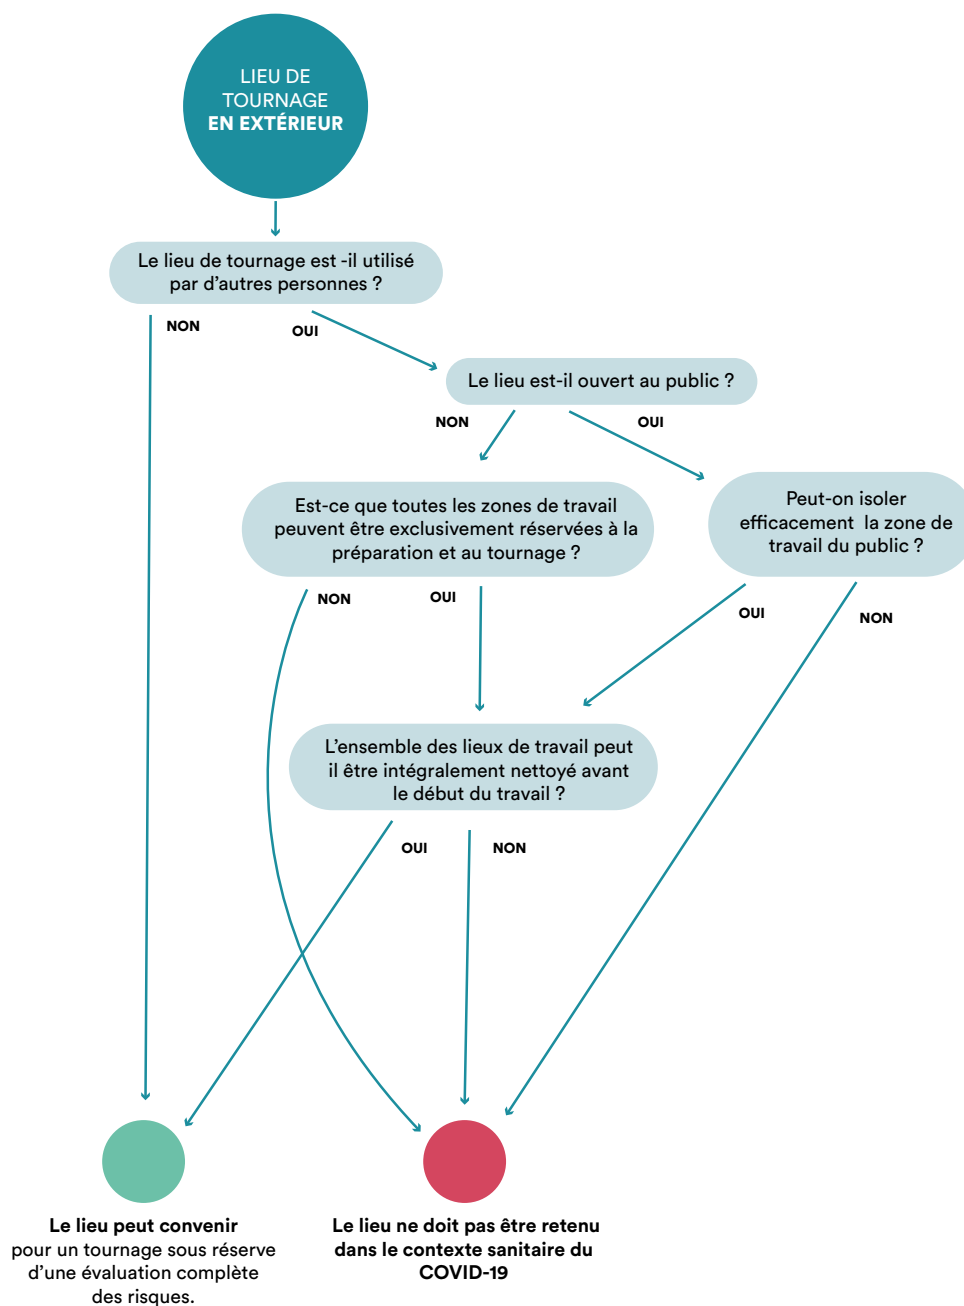 LIEU DE
TOURNAGE
EN EXTÉRIEUR
Le lieu de tournage est -il utilisé
par d'autres personnes ?
NON
OUI
Le lieu est-il ouvert au public ?
NON
OUI
Est-ce que toutes les zones de travail
peuvent être exclusivement réservées à la
préparation et au tournage ?
Peut-on isoler
efficacement la zone de
travail du public ?
NON
OUI
OUI
NON
L'ensemble des lieux de travail peut
il être intégralement nettoyé avant
le début du travail ?
OUI
NON
Le lieu peut convenir
pour un tournage sous réserve
d'une évaluation complète
des risques.
Le lieu ne doit pas être retenu
dans le contexte sanitaire du
COVID-19